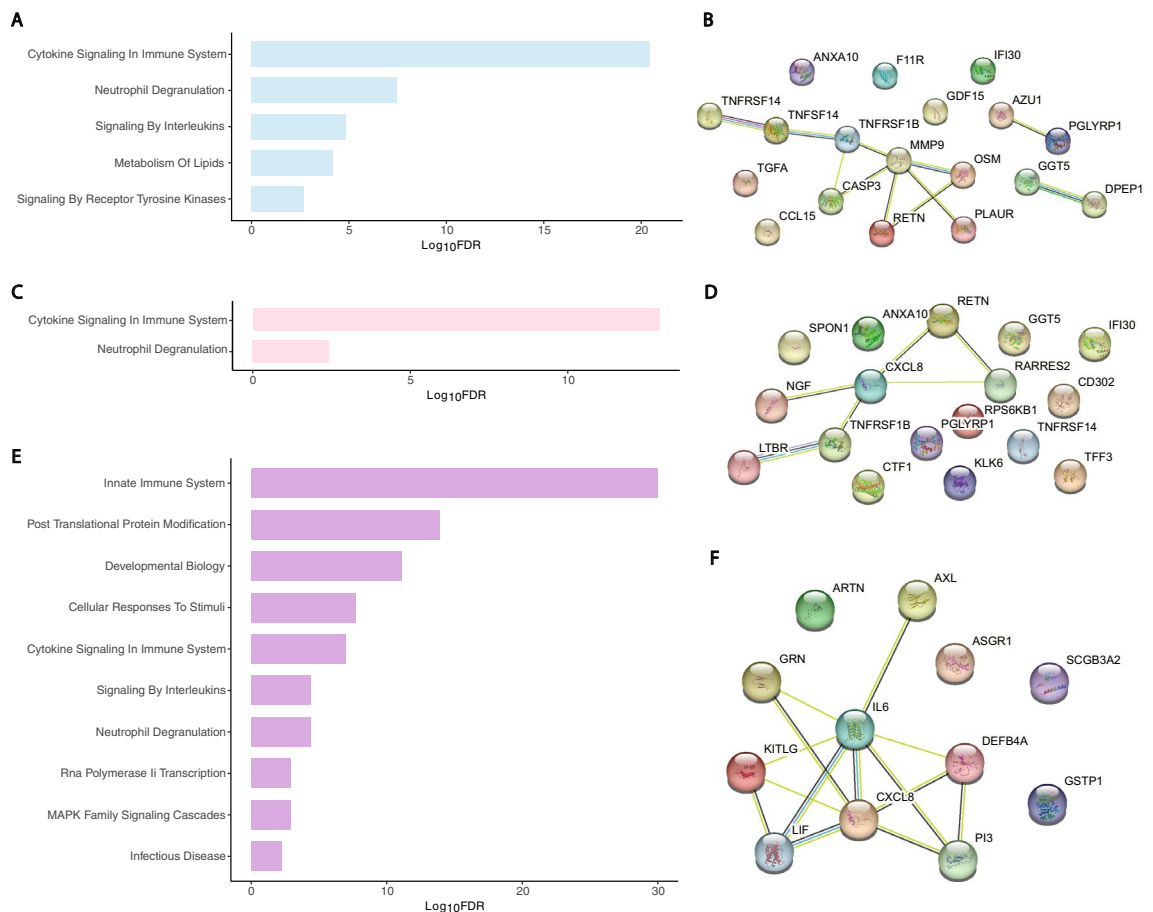 A
Cytokine Signaling In Immune System
Neutrophil Degranulation
Signaling By Interleukins
Metabolism Of Lipids
Signaling By Receptor Tyrosine Kinases
0 5 10 15 20
Log10FDR
B
ANXA10
F11R
IFI30
TNFRSF14
TNFSF14
TNFRSF1B
GDF15
AZU1
PGLYRP1
MMP9
OSM
GGT5
DPEP1
TGFA
CASP3
CCL15
RETN
PLAUR
C
Cytokine Signaling In Immune System
Neutrophil Degranulation
0 5 10
Log10FDR
D
RETN
SPON1
ANXA10
GGT5
IFI30
CXCL8
RARRES2
NGF
CD302
RPS6KB1
TNFRSF1B
PGLYRP1
TNFRSF14
LTBR
CTF1
KLK6
TFF3
E
Innate Immune System
Post Translational Protein Modification
Developmental Biology
Cellular Responses To Stimuli
Cytokine Signaling In Immune System
Signaling By Interleukins
Neutrophil Degranulation
Rna Polymerase Ii Transcription
MAPK Family Signaling Cascades
Infectious Disease
0 10 20 30
Log10FDR
F
ARTN
AXL
ASGR1
SCGB3A2
GRN
IL6
DEFB4A
KITLG
GSTP1
CXCL8
LIF
PI3